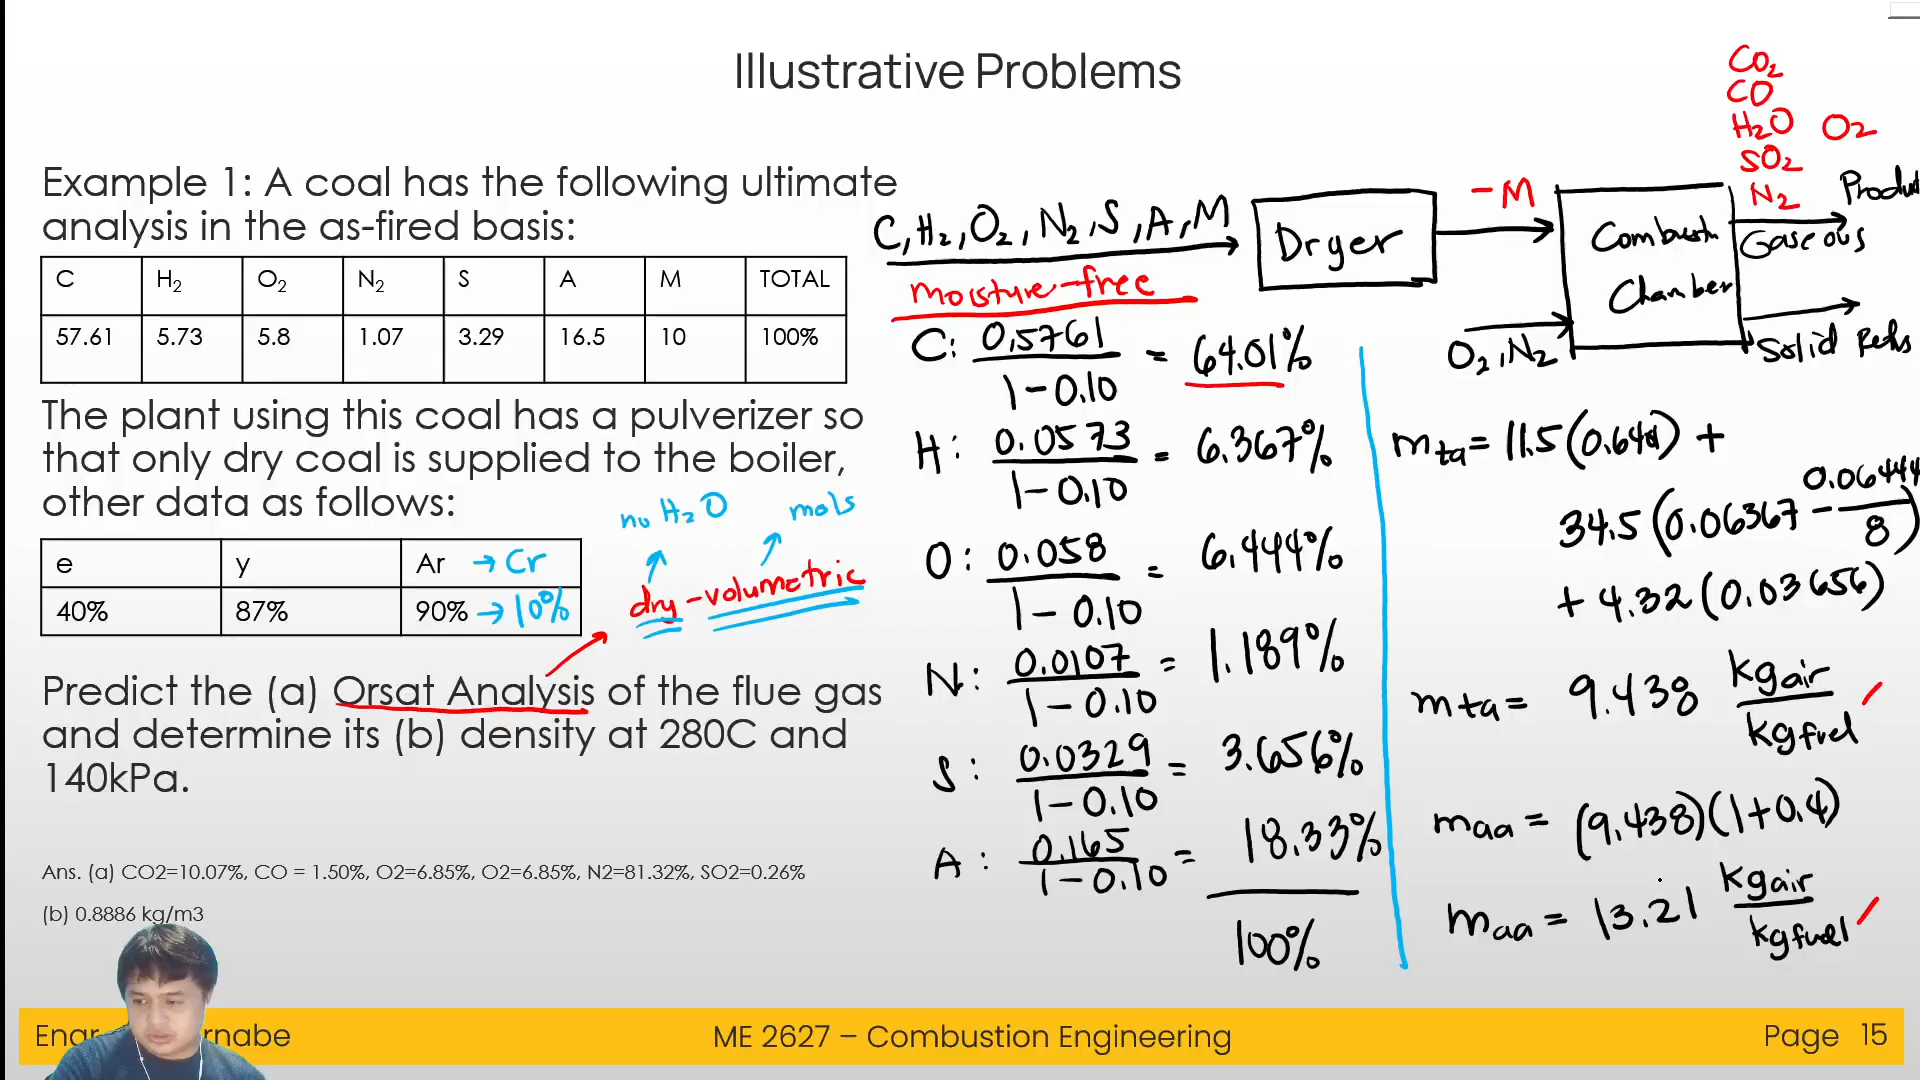 Illustrative Problems
Example 1: A coal has the following ultimate
analysis in the as-fired basis:
C H₂ O₂ N₂ S A M TOTAL
57.61 5.73 5.8 1.07 3.29 16.5 10 100%
The plant using this coal has a pulverizer so
that only dry coal is supplied to the boiler,
other data as follows:
no H₂O
mols
dry-volumetric
e y Ar → Cr
40% 87% 90% → 10%
Predict the (a) Orsat Analysis of the flue gas
and determine its (b) density at 280C and
140kPa.
Ans. (a) CO2=10.07%, CO = 1.50%, O2=6.85%, O2=6.85%, N2=81.32%, SO2=0.26%
(b) 0.8886 kg/m3
C, H₂, O₂, N₂, S, A, M
Dryer
-M
CO₂
CO
H₂O O₂
SO₂
N₂
Gaseous
Combustn
Chamber
O₂, N₂
Solid
moisture-free
C: 0.5761 / 1-0.10 = 64.01%
H: 0.0573 / 1-0.10 = 6.367%
O: 0.058 / 1-0.10 = 6.444%
N: 0.0107 / 1-0.10 = 1.189%
S: 0.0329 / 1-0.10 = 3.656%
A: 0.165 / 1-0.10 = 18.33%
100%
mta = 11.5(0.6401) +
34.5(0.06367 - 0.06444 / 8)
+ 4.32(0.03656)
mta = 9.438 kg air / kg fuel
maa = (9.438)(1+0.4)
maa = 13.21 kg air / kg fuel
ME 2627 – Combustion Engineering
Page 15